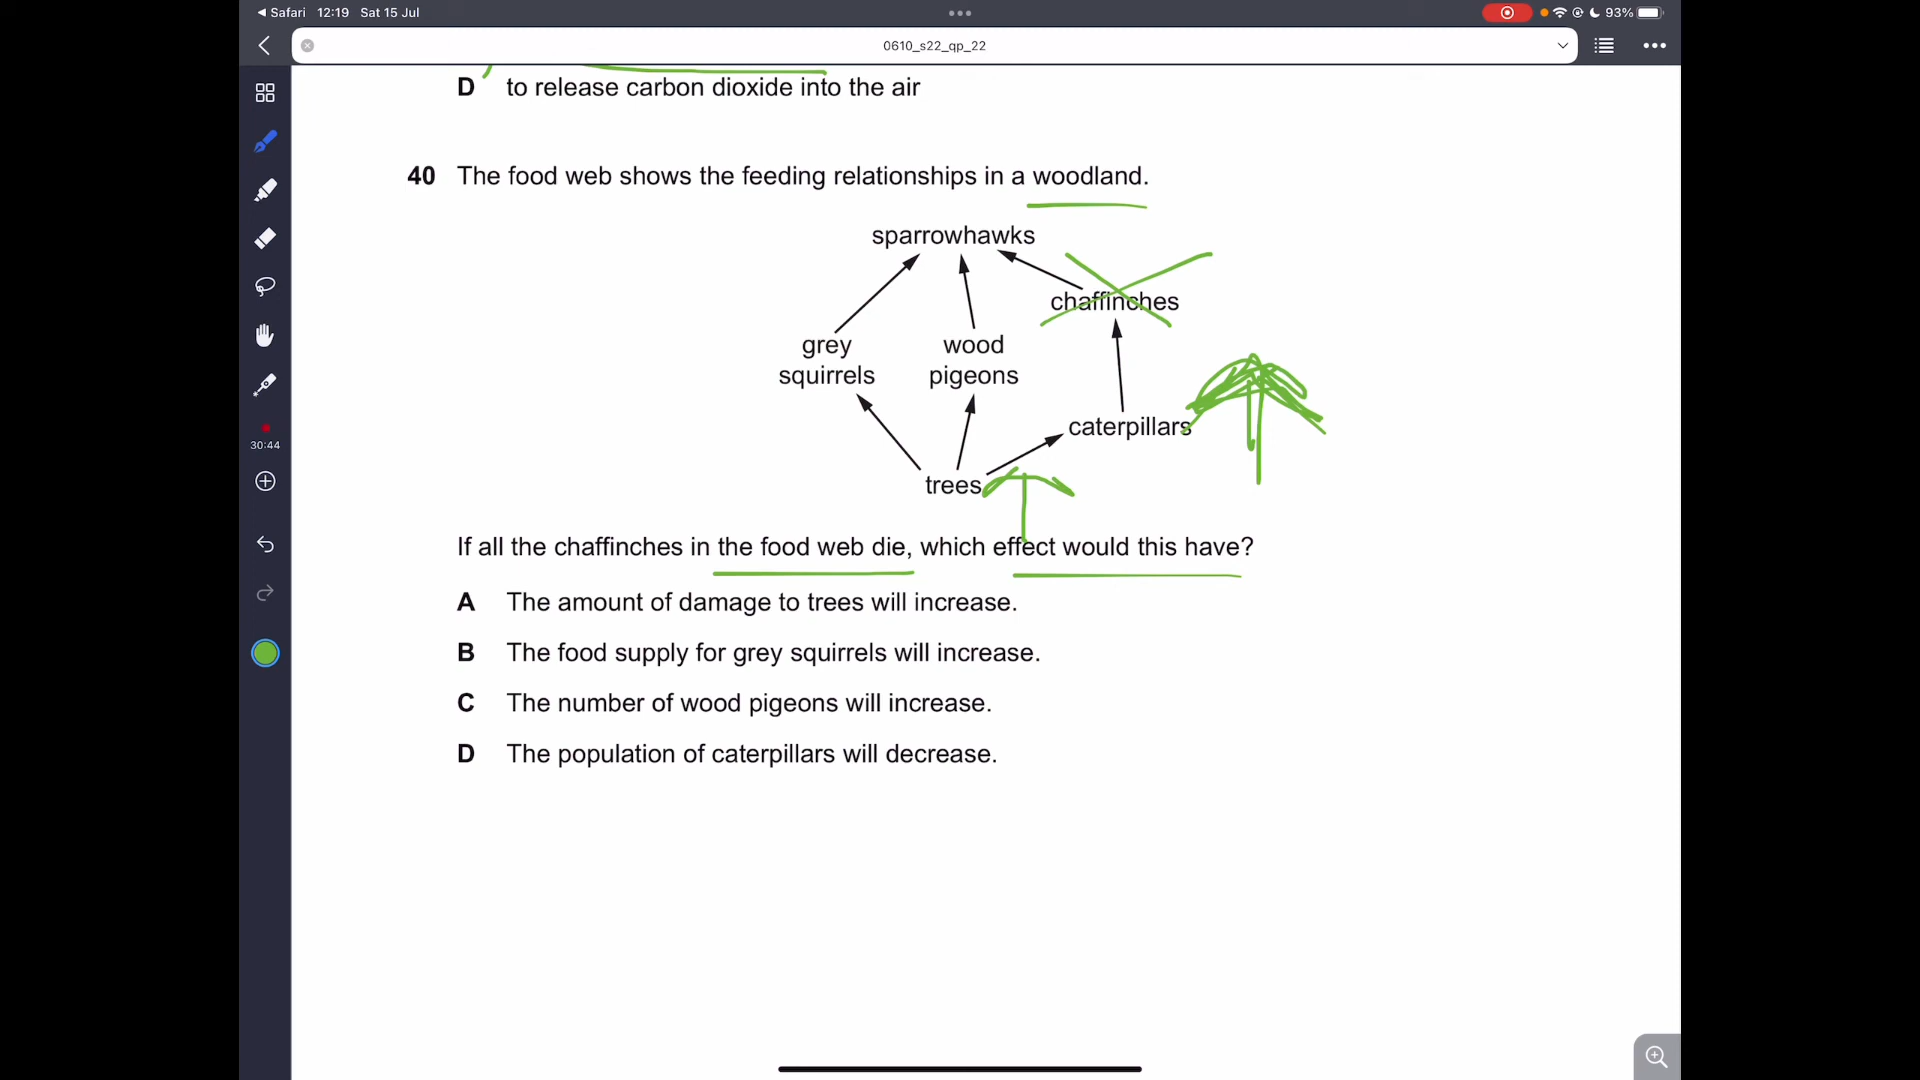 Safari 12:19 Sat 15 Jul
93%
0610_s22_qp_22
D to release carbon dioxide into the air
40 The food web shows the feeding relationships in a woodland.
sparrowhawks
chaffinches
grey squirrels
wood pigeons
caterpillars
trees
30:44
If all the chaffinches in the food web die, which effect would this have?
A The amount of damage to trees will increase.
B The food supply for grey squirrels will increase.
C The number of wood pigeons will increase.
D The population of caterpillars will decrease.